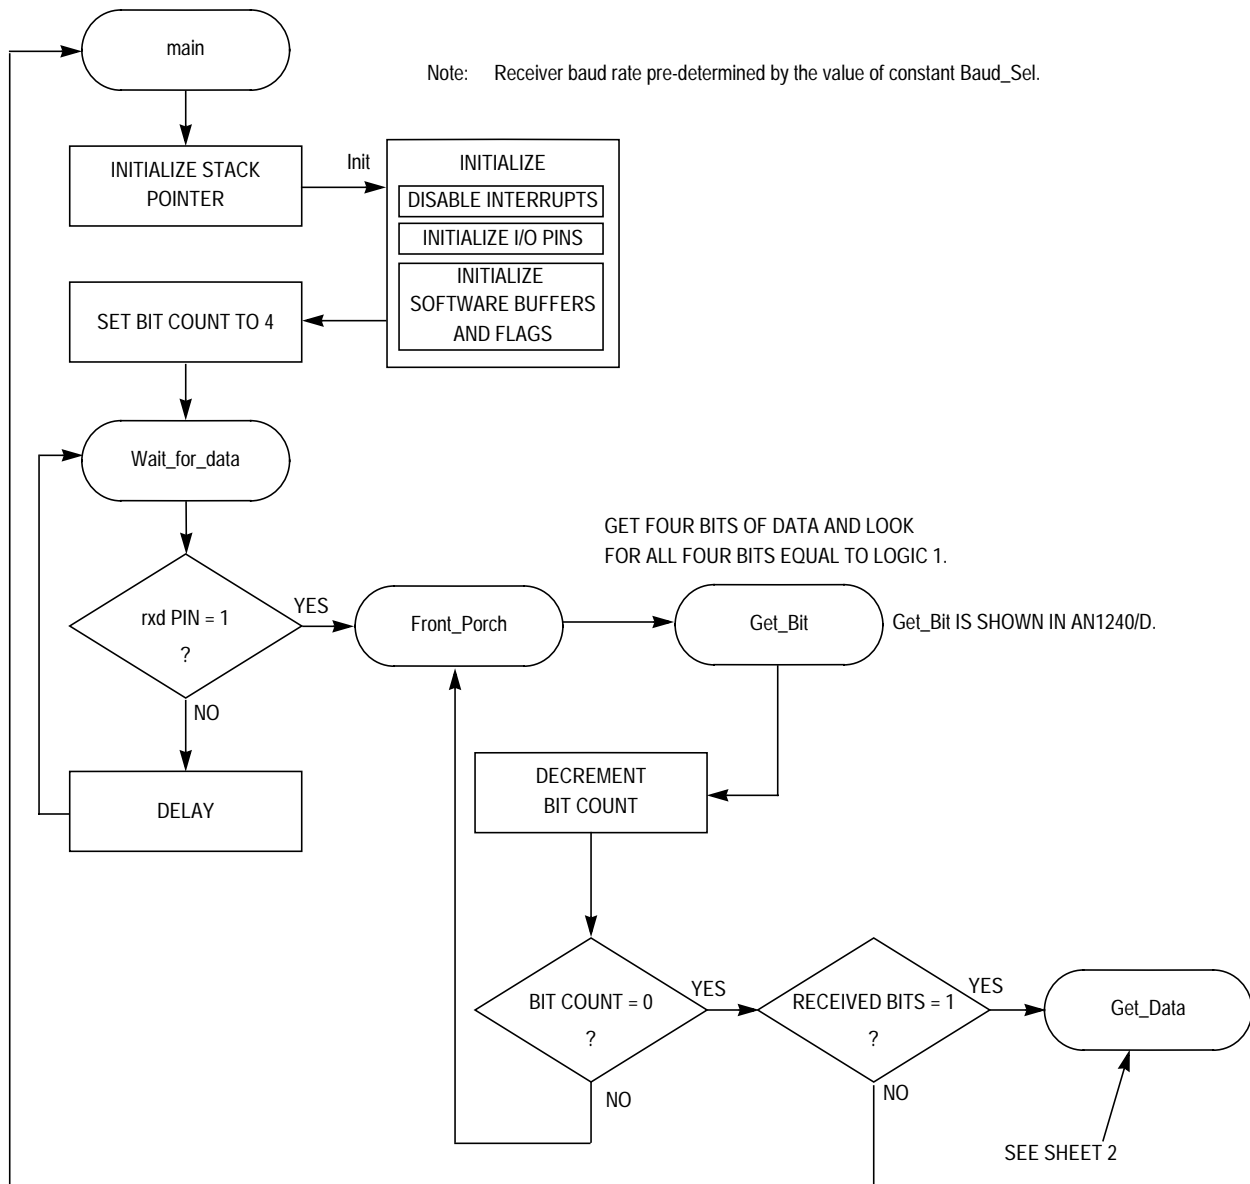 main
Note: Receiver baud rate pre-determined by the value of constant Baud_Sel.
INITIALIZE STACK
POINTER
Init
INITIALIZE
DISABLE INTERRUPTS
INITIALIZE I/O PINS
INITIALIZE
SOFTWARE BUFFERS
AND FLAGS
SET BIT COUNT TO 4
Wait_for_data
rxd PIN = 1
?
YES
NO
DELAY
GET FOUR BITS OF DATA AND LOOK
FOR ALL FOUR BITS EQUAL TO LOGIC 1.
Front_Porch
Get_Bit
Get_Bit IS SHOWN IN AN1240/D.
DECREMENT
BIT COUNT
BIT COUNT = 0
?
YES
NO
RECEIVED BITS = 1
?
YES
NO
Get_Data
SEE SHEET 2